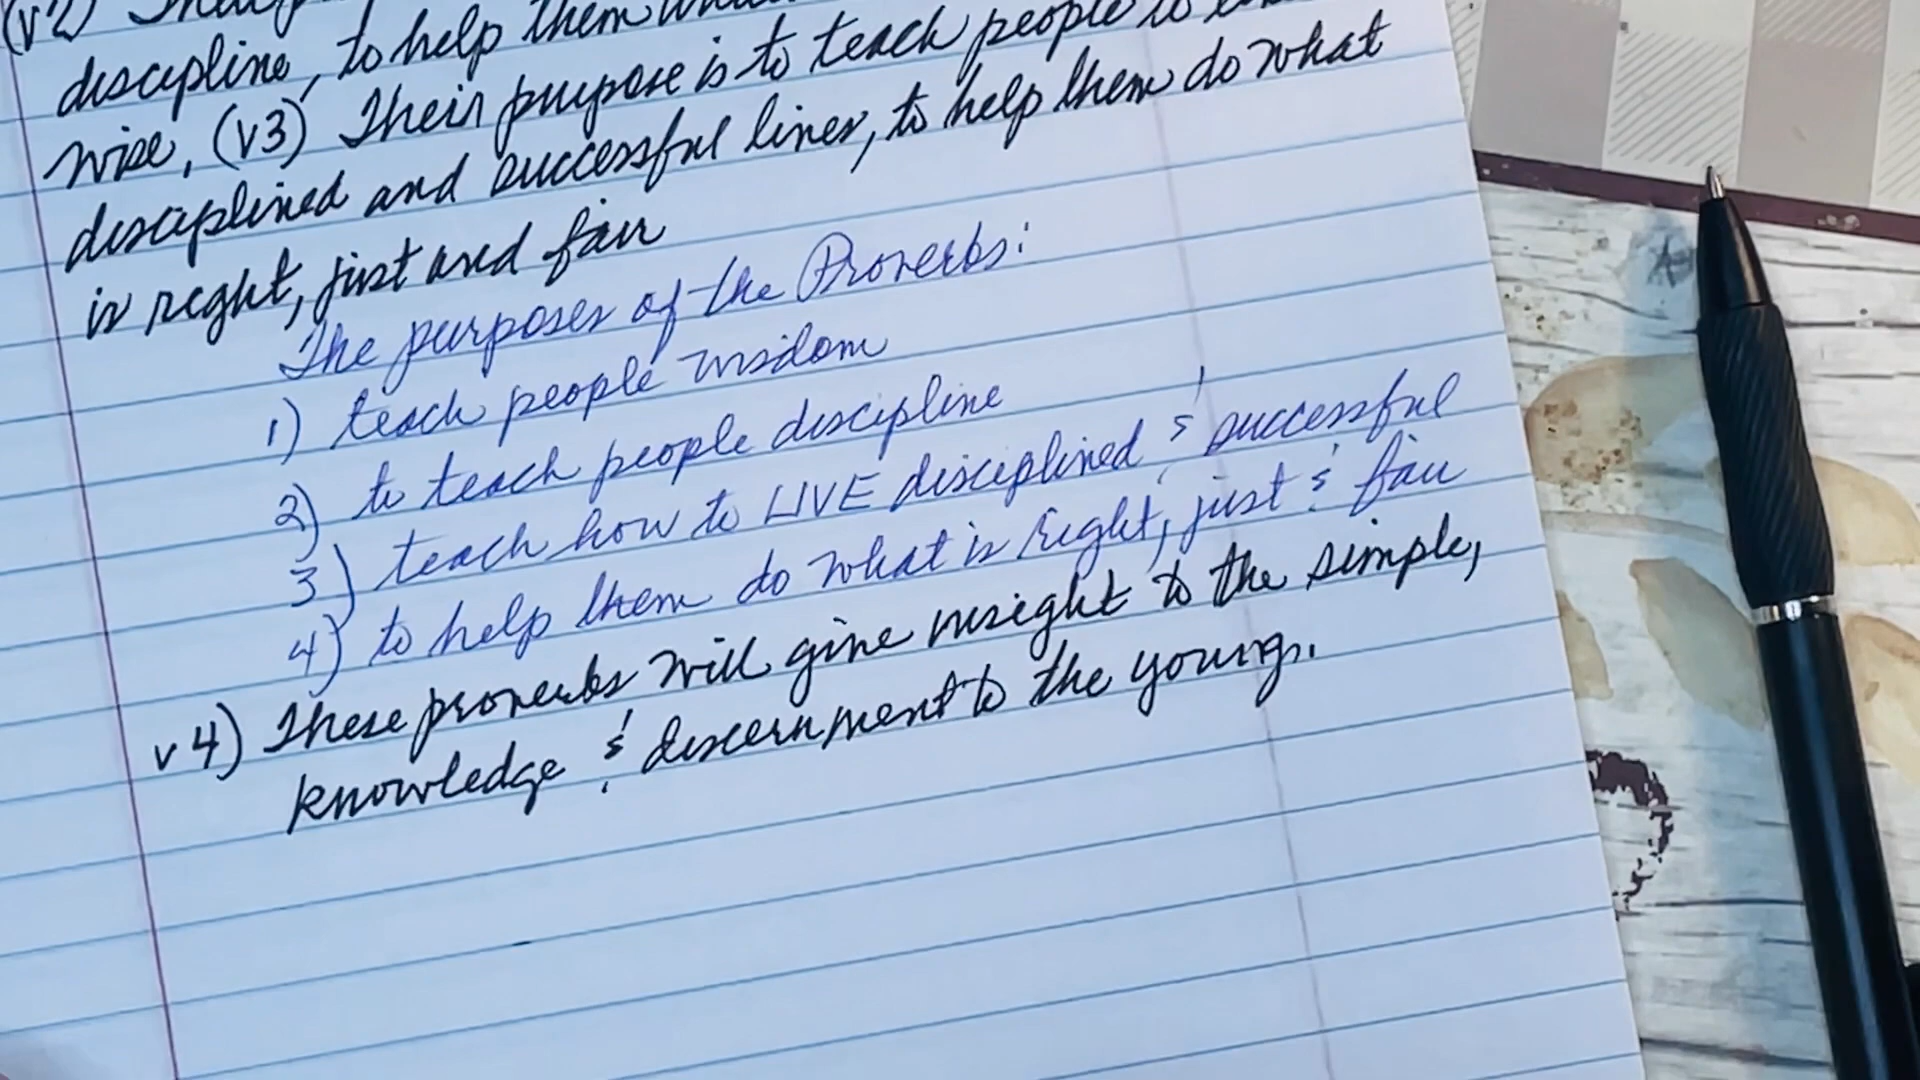 (v2) Their
discipline, to help them
wise, (v3) Their purpose is to teach people to
disciplined and successful lives, to help them do what
is right, just and fair
The purposes of the Proverbs:
1) teach people wisdom
2) to teach people discipline
3) teach how to LIVE disciplined & successful
4) to help them do what is right, just & fair
v4) These proverbs will give insight to the simple,
knowledge & discernment to the young.